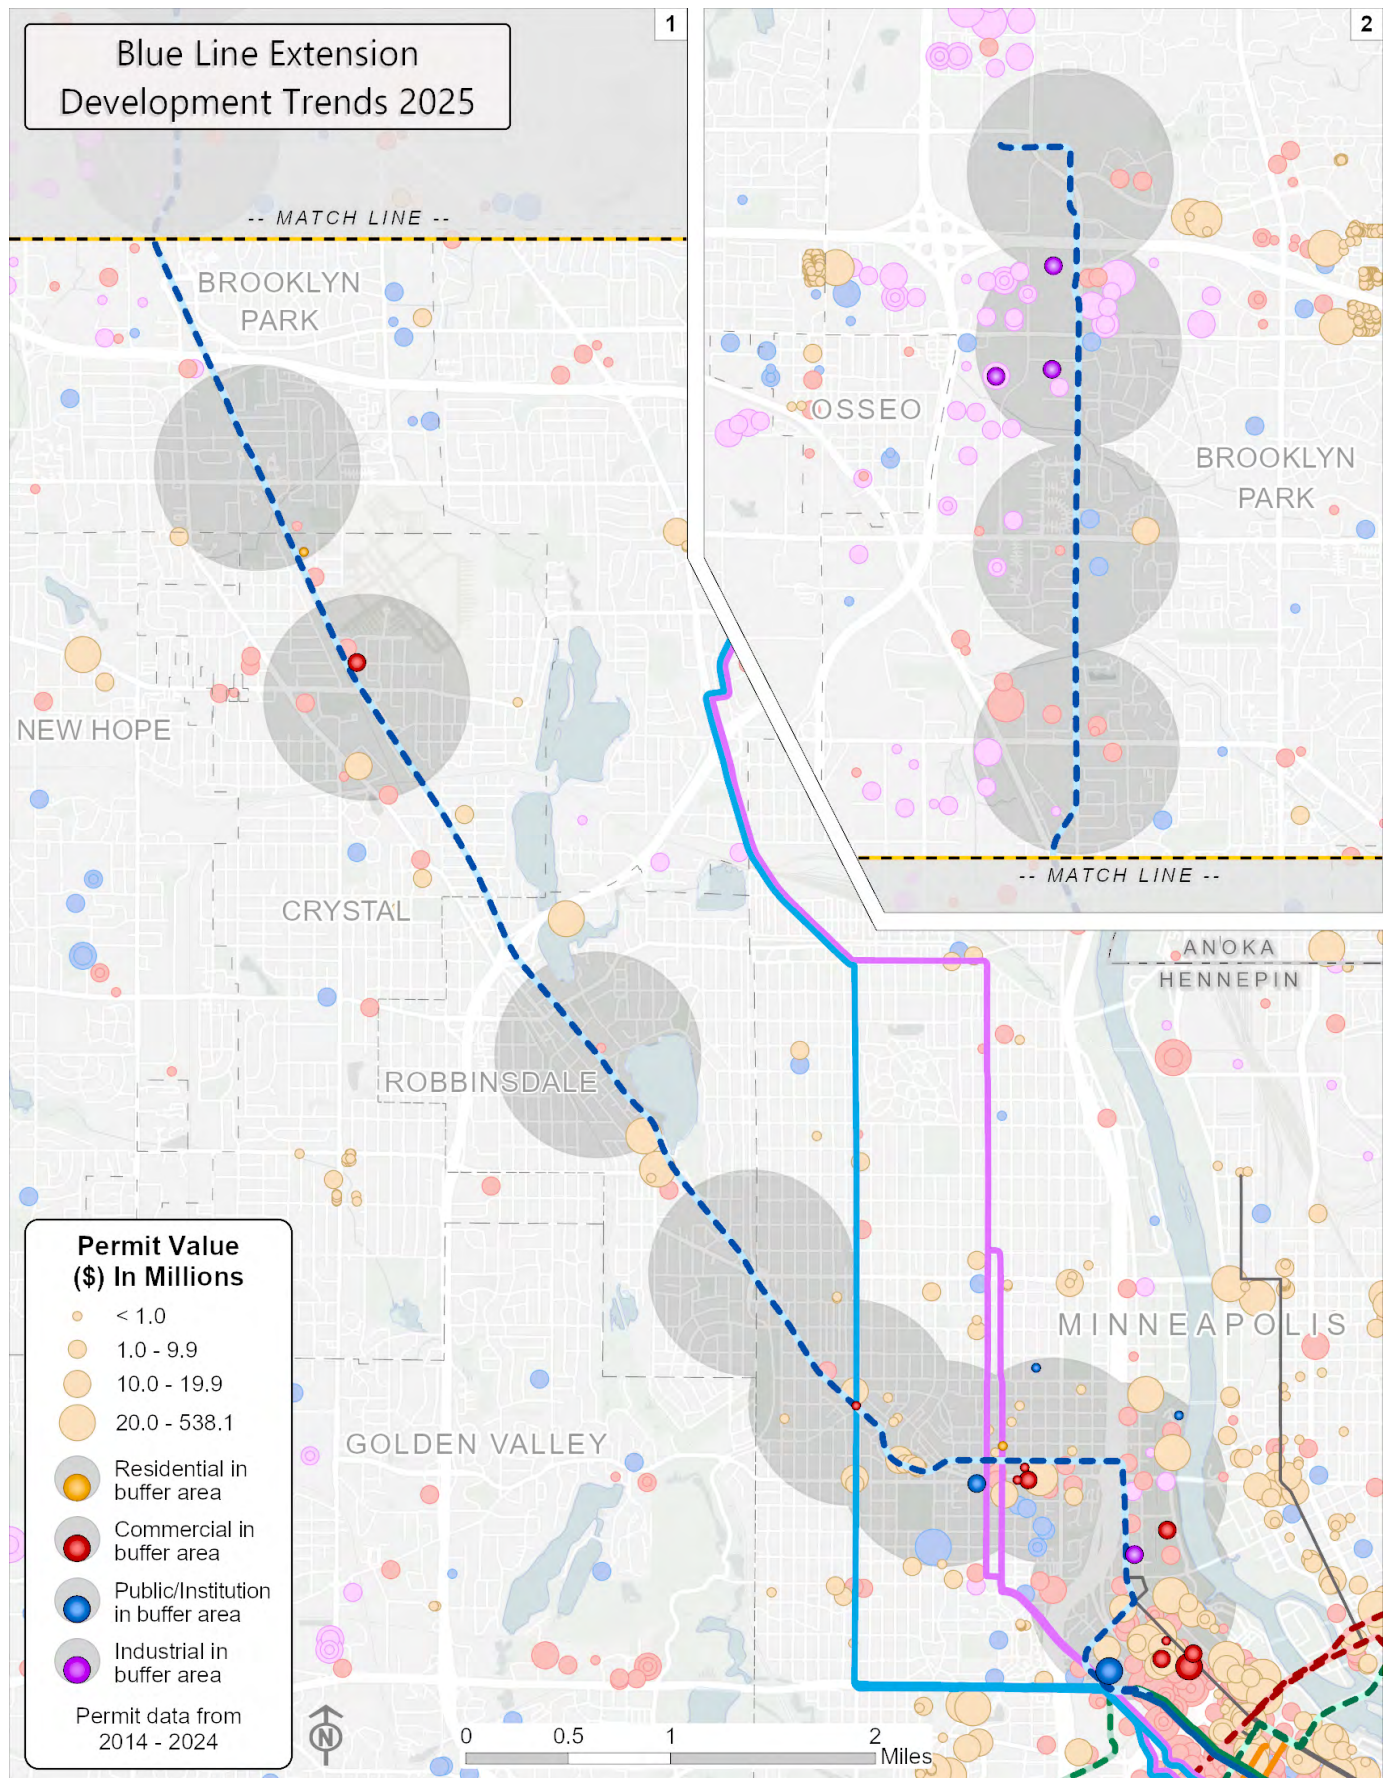 Blue Line Extension
Development Trends 2025
1
2
-- MATCH LINE --
BROOKLYN
PARK
OSSEO
BROOKLYN
PARK
NEW HOPE
-- MATCH LINE --
CRYSTAL
ANOKA
HENNEPIN
ROBBINSDALE
MINNEAPOLIS
GOLDEN VALLEY
Permit Value
($) In Millions
< 1.0
1.0 - 9.9
10.0 - 19.9
20.0 - 538.1
Residential in
buffer area
Commercial in
buffer area
Public/Institution
in buffer area
Industrial in
buffer area
Permit data from
2014 - 2024
N
0 0.5 1 2
Miles